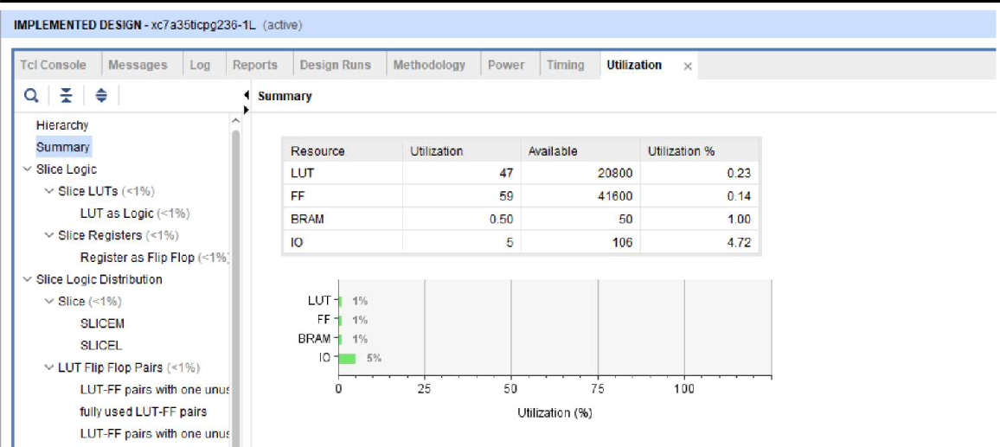 IMPLEMENTED DESIGN - xc7a35ticpg236-1L (active)
Tcl Console Messages Log Reports Design Runs Methodology Power Timing Utilization ×
Summary
Hierarchy
Summary
Slice Logic
Slice LUTs (<1%)
LUT as Logic (<1%)
Slice Registers (<1%)
Register as Flip Flop (<1%)
Slice Logic Distribution
Slice (<1%)
SLICEM
SLICEL
LUT Flip Flop Pairs (<1%)
LUT-FF pairs with one unus
fully used LUT-FF pairs
LUT-FF pairs with one unus
Resource Utilization Available Utilization %
LUT 47 20800 0.23
FF 59 41600 0.14
BRAM 0.50 50 1.00
IO 5 106 4.72
LUT 1%
FF 1%
BRAM 1%
IO 5%
0 25 50 75 100
Utilization (%)